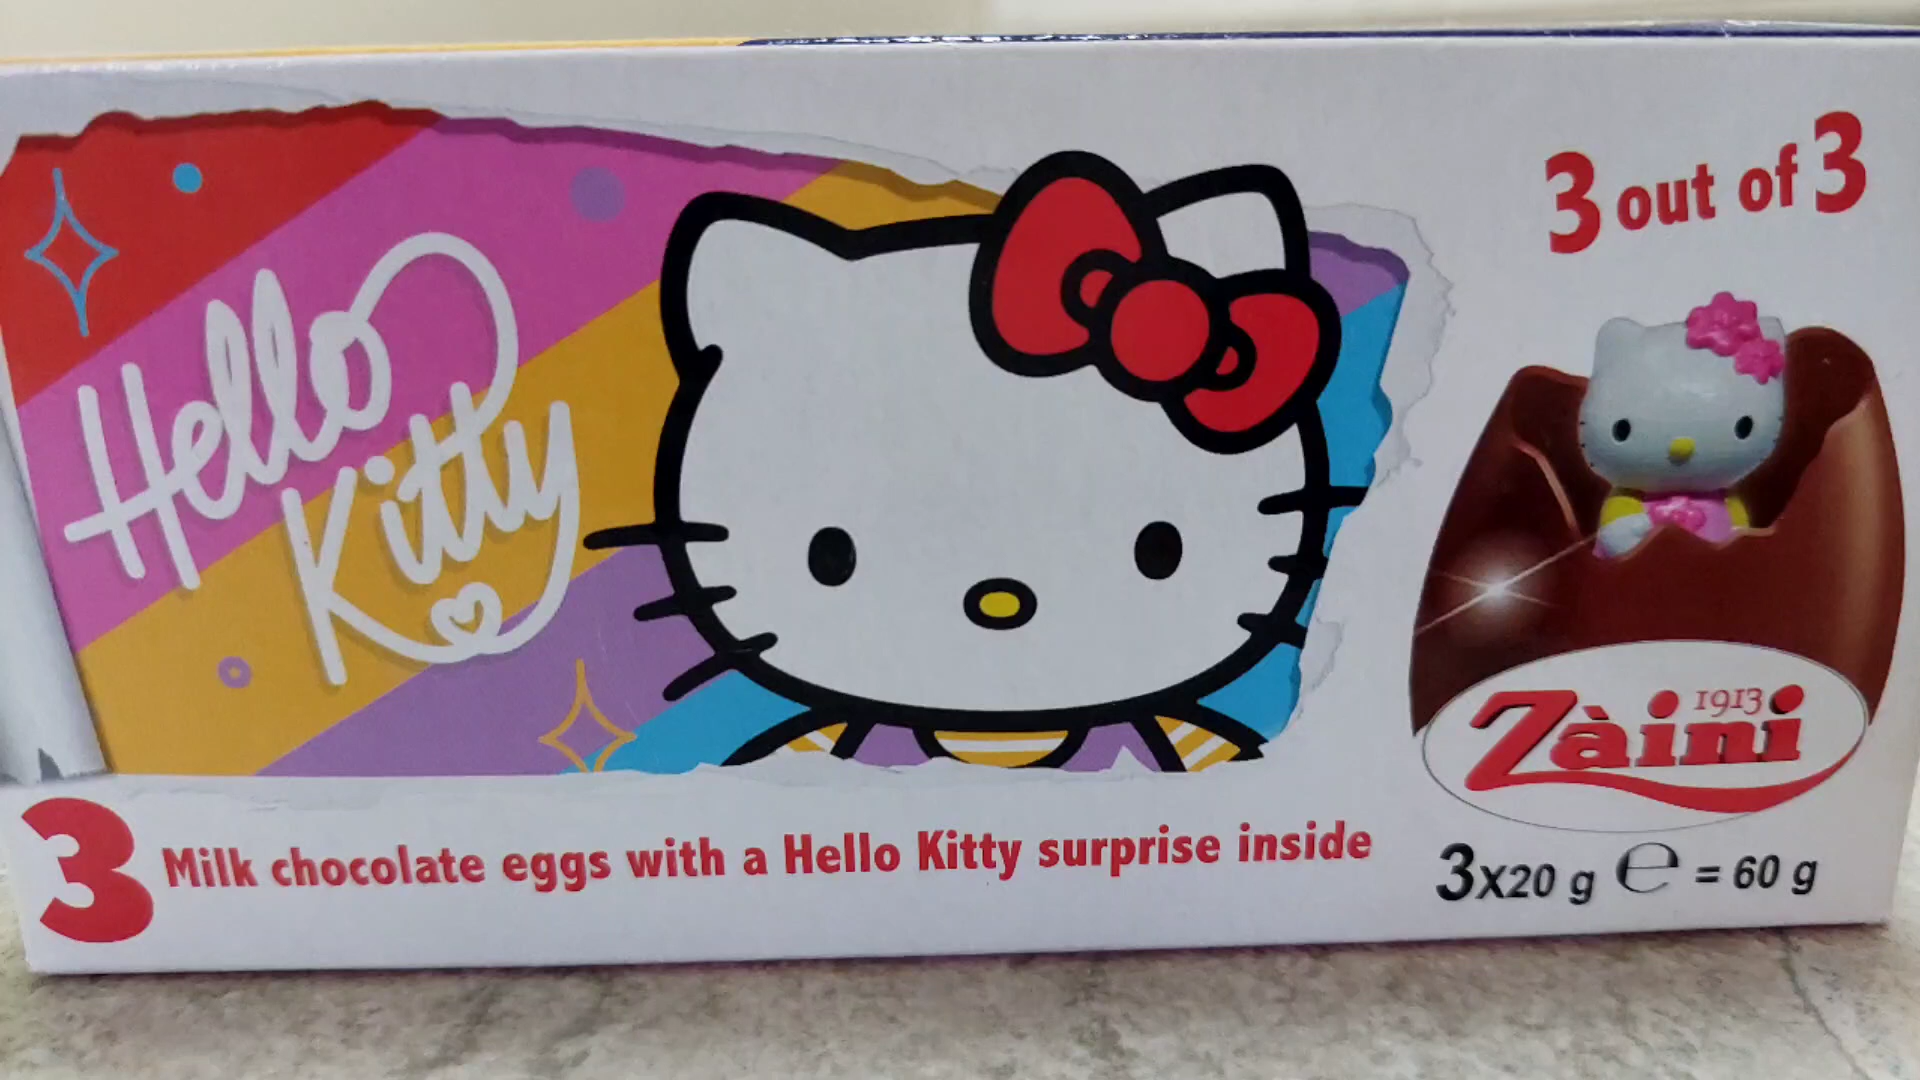 Hello
Kitty
3 out of 3
1913
Zàini
3 Milk chocolate eggs with a Hello Kitty surprise inside
3x20 g ℮ = 60 g